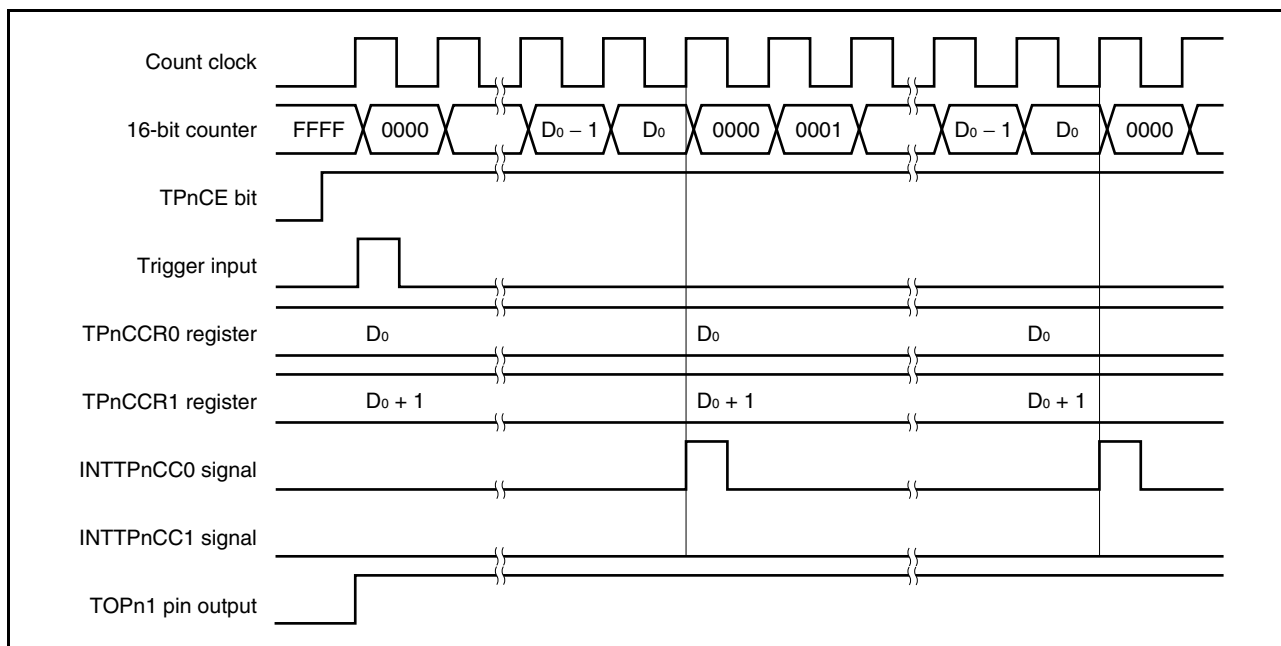 Count clock
16-bit counter FFFF 0000 D₀ − 1 D₀ 0000 0001 D₀ − 1 D₀ 0000
TPnCE bit
Trigger input
TPnCCR0 register D₀ D₀ D₀
TPnCCR1 register D₀ + 1 D₀ + 1 D₀ + 1
INTTPnCC0 signal
INTTPnCC1 signal
TOPn1 pin output